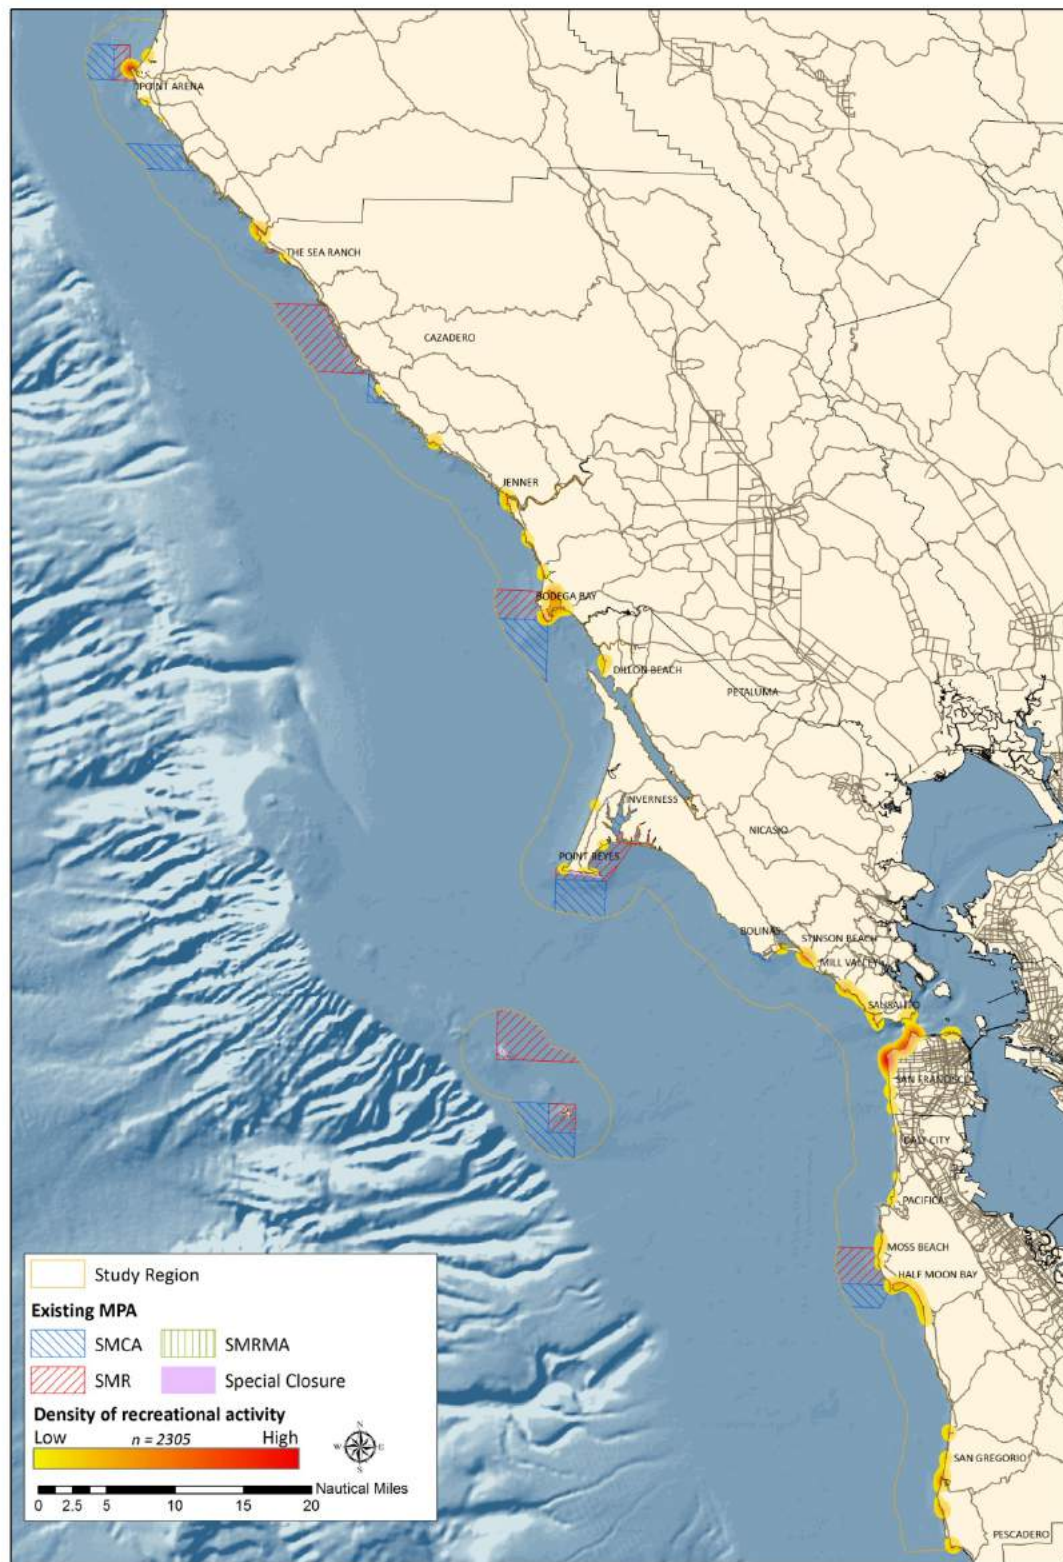 POINT ARENA
THE SEA RANCH
CAZADERO
JENNER
BODEGA BAY
DILLON BEACH
PETALUMA
INVERNESS
NICASIO
POINT REYES
BOLINAS
STINSON BEACH
MILL VALLEY
SAUSALITO
SAN FRANCISCO
DALY CITY
PACIFICA
MOSS BEACH
HALF MOON BAY
SAN GREGORIO
PESCADERO
Study Region
Existing MPA
SMCA SMRMA
SMR Special Closure
Density of recreational activity
Low n = 2305 High
N
W E
S
Nautical Miles
0 2.5 5 10 15 20